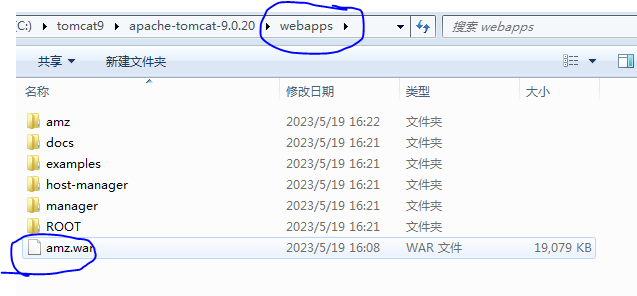 (C:) ▸ tomcat9 ▸ apache-tomcat-9.0.20 ▸ webapps ▸ 搜索 webapps
共享 新建文件夹
名称 修改日期 类型 大小
amz 2023/5/19 16:22 文件夹
docs 2023/5/19 16:21 文件夹
examples 2023/5/19 16:21 文件夹
host-manager 2023/5/19 16:21 文件夹
manager 2023/5/19 16:21 文件夹
ROOT 2023/5/19 16:21 文件夹
amz.war 2023/5/19 16:08 WAR 文件 19,079 KB